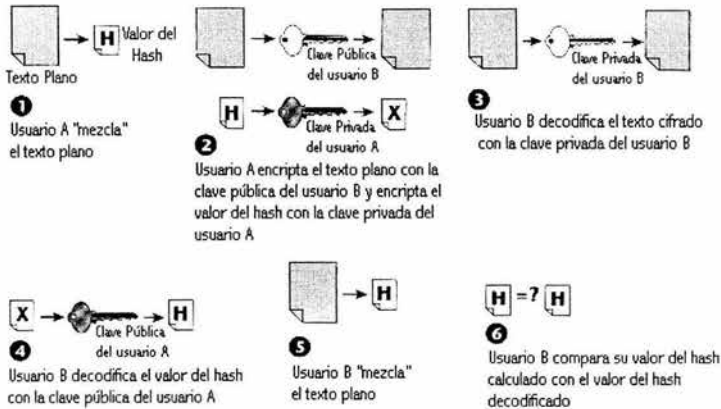 H
Valor del
Hash
Texto Plano
1
Usuario A "mezcla"
el texto plano
Clave Pública
del usuario B
H
X
Clave Privada
del usuario A
2
Usuario A encripta el texto plano con la
clave pública del usuario B y encripta el
valor del hash con la clave privada del
usuario A
Clave Privada
del usuario B
3
Usuario B decodifica el texto cifrado
con la clave privada del usuario B
X
H
Clave Pública
del usuario A
4
Usuario B decodifica el valor del hash
con la clave pública del usuario A
H
5
Usuario B "mezcla"
el texto plano
H =? H
6
Usuario B compara su valor del hash
calculado con el valor del hash
decodificado